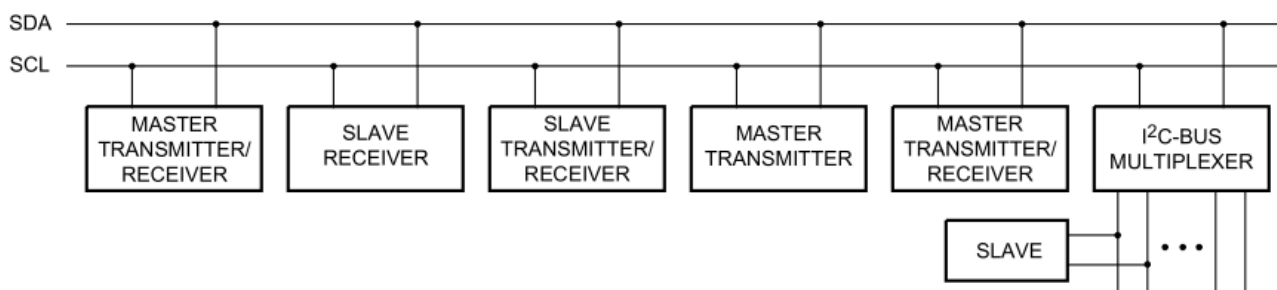 SDA
SCL
MASTER
TRANSMITTER/
RECEIVER
SLAVE
RECEIVER
SLAVE
TRANSMITTER/
RECEIVER
MASTER
TRANSMITTER
MASTER
TRANSMITTER/
RECEIVER
I²C-BUS
MULTIPLEXER
SLAVE